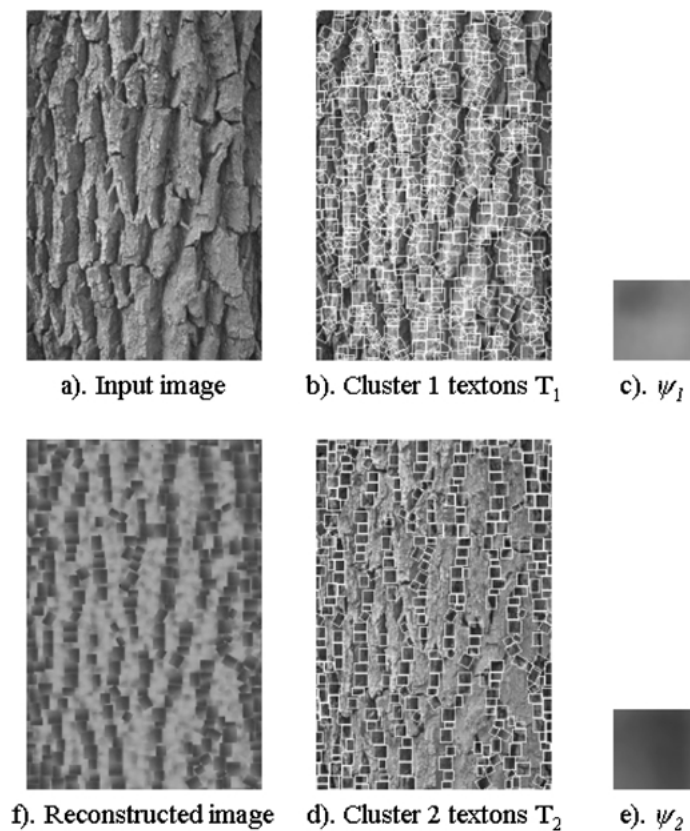 a). Input image
b). Cluster 1 textons T₁
c). ψ₁
f). Reconstructed image
d). Cluster 2 textons T₂
e). ψ₂